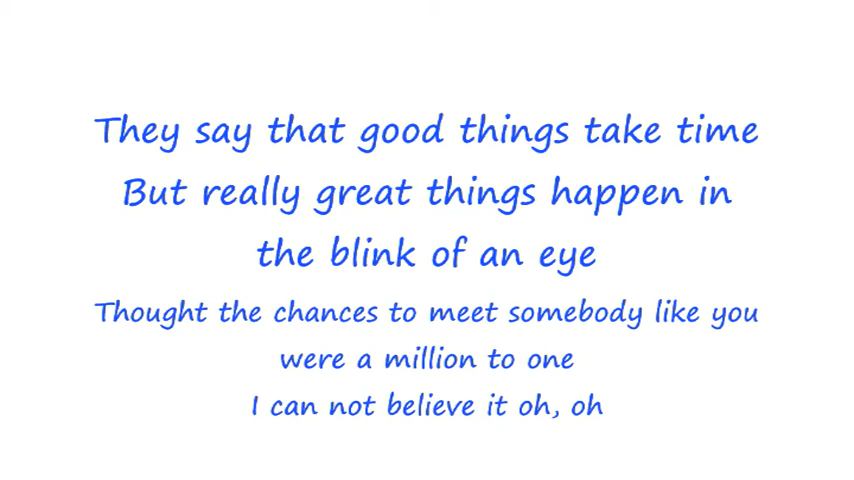 They say that good things take time
But really great things happen in
the blink of an eye
Thought the chances to meet somebody like you
were a million to one
I can not believe it oh, oh